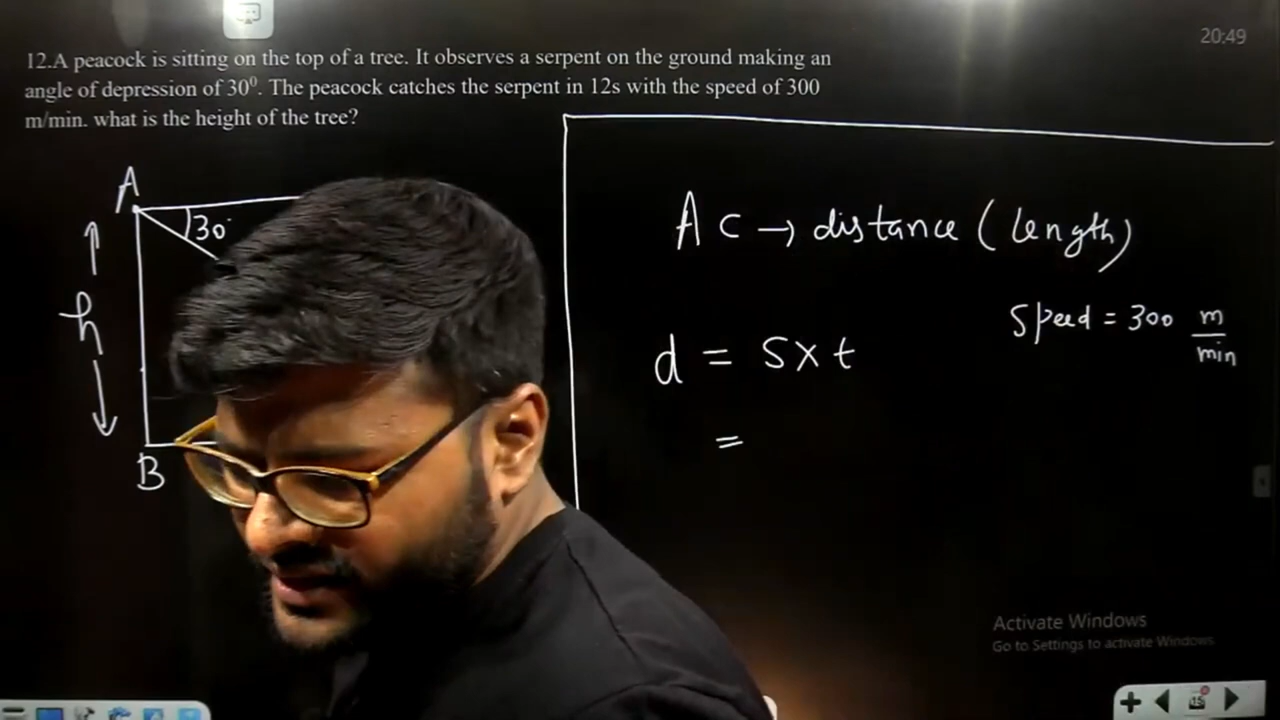 20:49
12.A peacock is sitting on the top of a tree. It observes a serpent on the ground making an
angle of depression of 30⁰. The peacock catches the serpent in 12s with the speed of 300
m/min. what is the height of the tree?
A
30°
h
B
AC → distance (length)
Speed = 300 m/min
d = s x t
=
Activate Windows
Go to Settings to activate Windows.